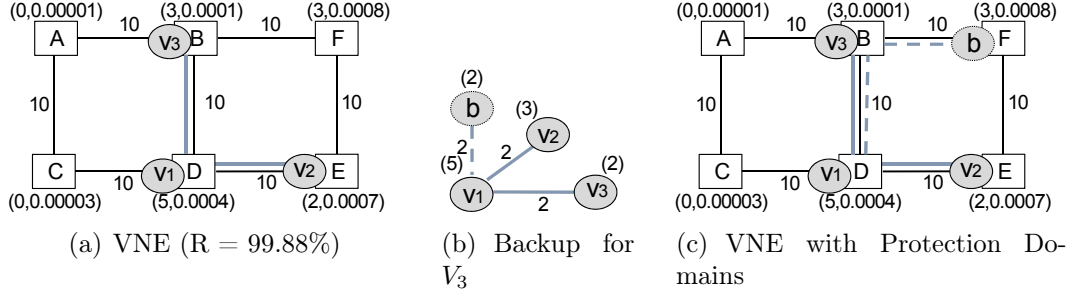 (0,0.00001) (3,0.0001) (3,0.0008)
A 10 v3 B 10 F
10 10 10
C 10 v1 D 10 v2 E
(0,0.00003) (5,0.0004) (2,0.0007)
(a) VNE (R = 99.88%)
(2)
b
(3)
v2
2
2
(5)
(2)
v1 2 v3
(b) Backup for
V3
(0,0.00001) (3,0.0001) (3,0.0008)
A 10 v3 B 10 b F
10 10 10
C 10 v1 D 10 v2 E
(0,0.00003) (5,0.0004) (2,0.0007)
(c) VNE with Protection Do-
mains